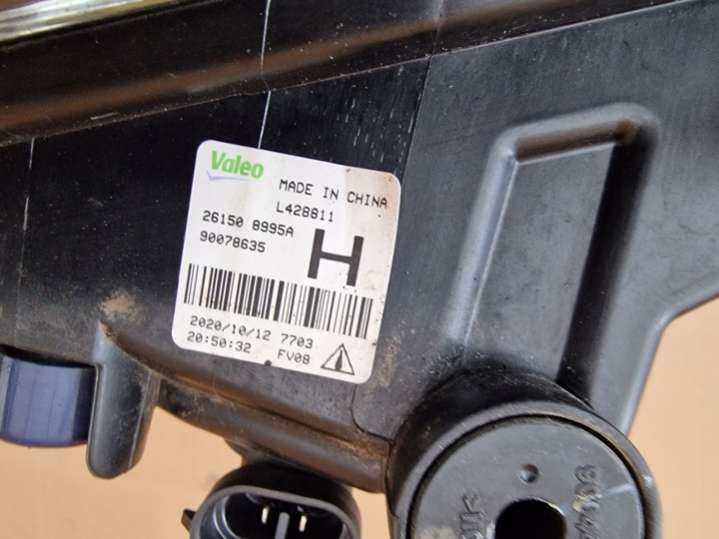 Valeo
MADE IN CHINA
L428811
26150 8995A
90078635
H
2020/10/12 7703
20:50:32 FV08